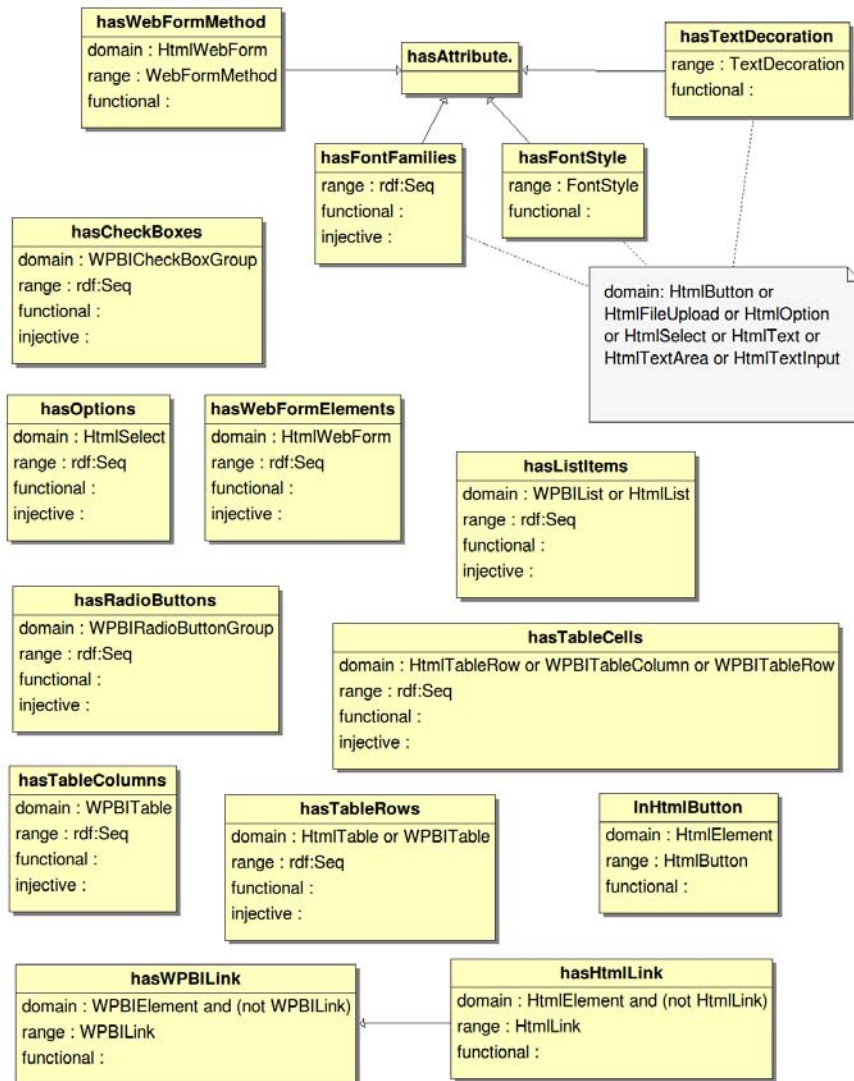 hasWebFormMethod
domain : HtmlWebForm
range : WebFormMethod
functional :
hasAttribute.
hasTextDecoration
range : TextDecoration
functional :
hasFontFamilies
range : rdf:Seq
functional :
injective :
hasFontStyle
range : FontStyle
functional :
hasCheckBoxes
domain : WPBICheckBoxGroup
range : rdf:Seq
functional :
injective :
domain: HtmlButton or
HtmlFileUpload or HtmlOption
or HtmlSelect or HtmlText or
HtmlTextArea or HtmlTextInput
hasOptions
domain : HtmlSelect
range : rdf:Seq
functional :
injective :
hasWebFormElements
domain : HtmlWebForm
range : rdf:Seq
functional :
injective :
hasListItems
domain : WPBIList or HtmlList
range : rdf:Seq
functional :
injective :
hasRadioButtons
domain : WPBIRadioButtonGroup
range : rdf:Seq
functional :
injective :
hasTableCells
domain : HtmlTableRow or WPBITableColumn or WPBITableRow
range : rdf:Seq
functional :
injective :
hasTableColumns
domain : WPBITable
range : rdf:Seq
functional :
injective :
hasTableRows
domain : HtmlTable or WPBITable
range : rdf:Seq
functional :
injective :
InHtmlButton
domain : HtmlElement
range : HtmlButton
functional :
hasWPBILink
domain : WPBIElement and (not WPBILink)
range : WPBILink
functional :
hasHtmlLink
domain : HtmlElement and (not HtmlLink)
range : HtmlLink
functional :